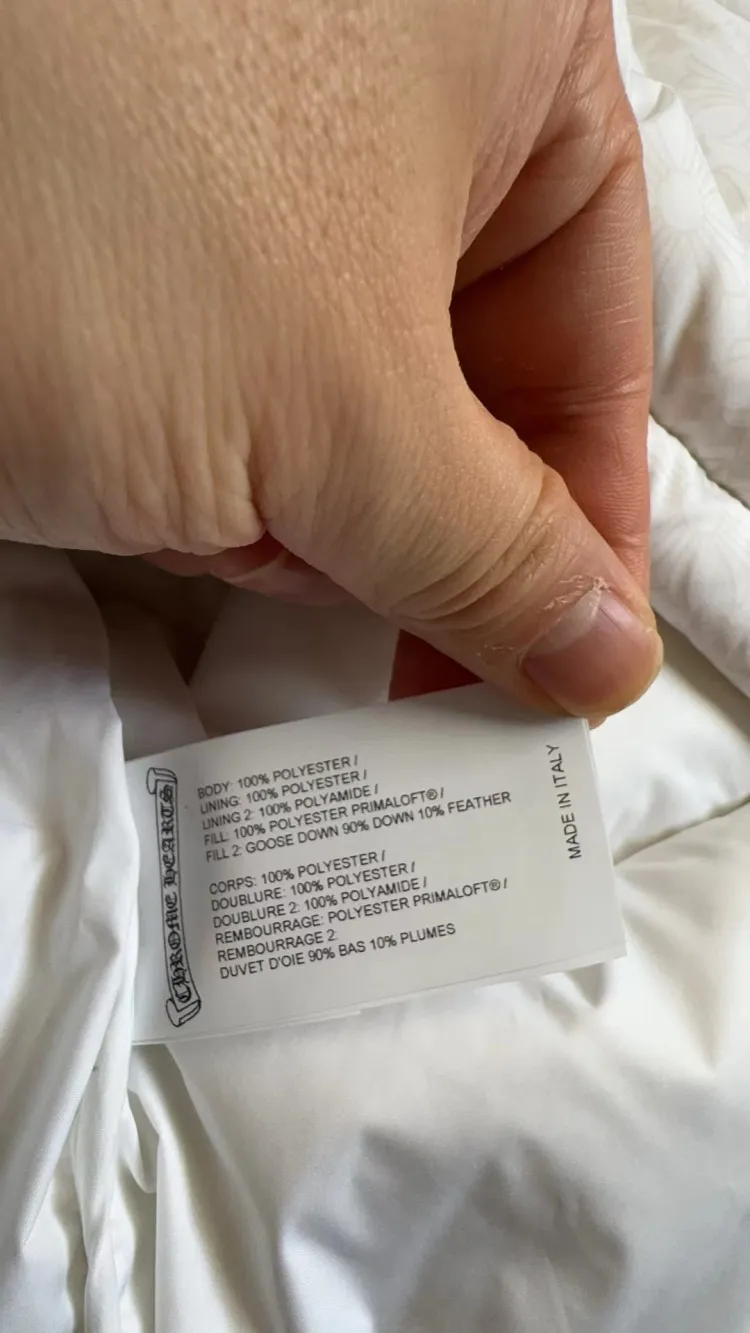 CHROME HEARTS
BODY: 100% POLYESTER /
LINING: 100% POLYESTER /
LINING 2: 100% POLYAMIDE /
FILL: 100% POLYESTER PRIMALOFT® /
FILL 2: GOOSE DOWN 90% DOWN 10% FEATHER
CORPS: 100% POLYESTER /
DOUBLURE: 100% POLYESTER /
DOUBLURE 2: 100% POLYAMIDE /
REMBOURRAGE: POLYESTER PRIMALOFT® /
REMBOURRAGE 2:
DUVET D'OIE 90% BAS 10% PLUMES
MADE IN ITALY